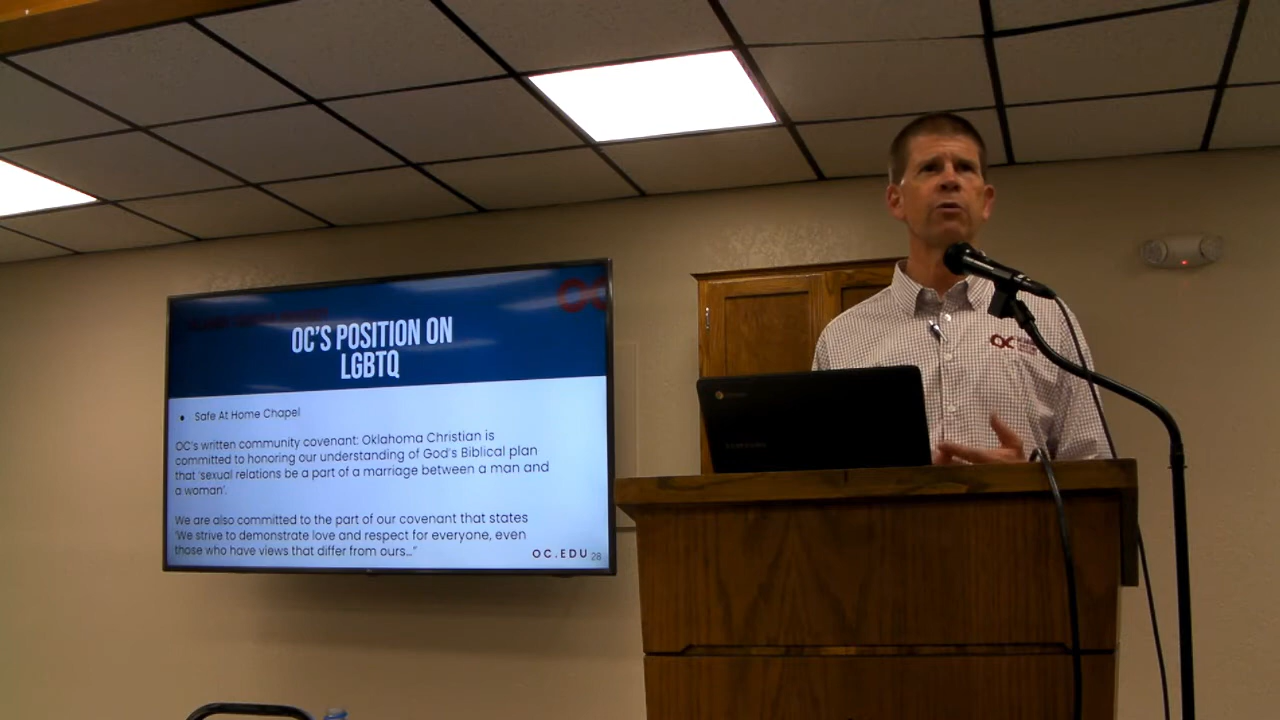 OC
OC'S POSITION ON
LGBTQ
● Safe At Home Chapel
OC's written community covenant: Oklahoma Christian is
committed to honoring our understanding of God's Biblical plan
that 'sexual relations be a part of a marriage between a man and
a woman'.
We are also committed to the part of our covenant that states
'We strive to demonstrate love and respect for everyone, even
those who have views that differ from ours..."
OC.EDU 28
OC